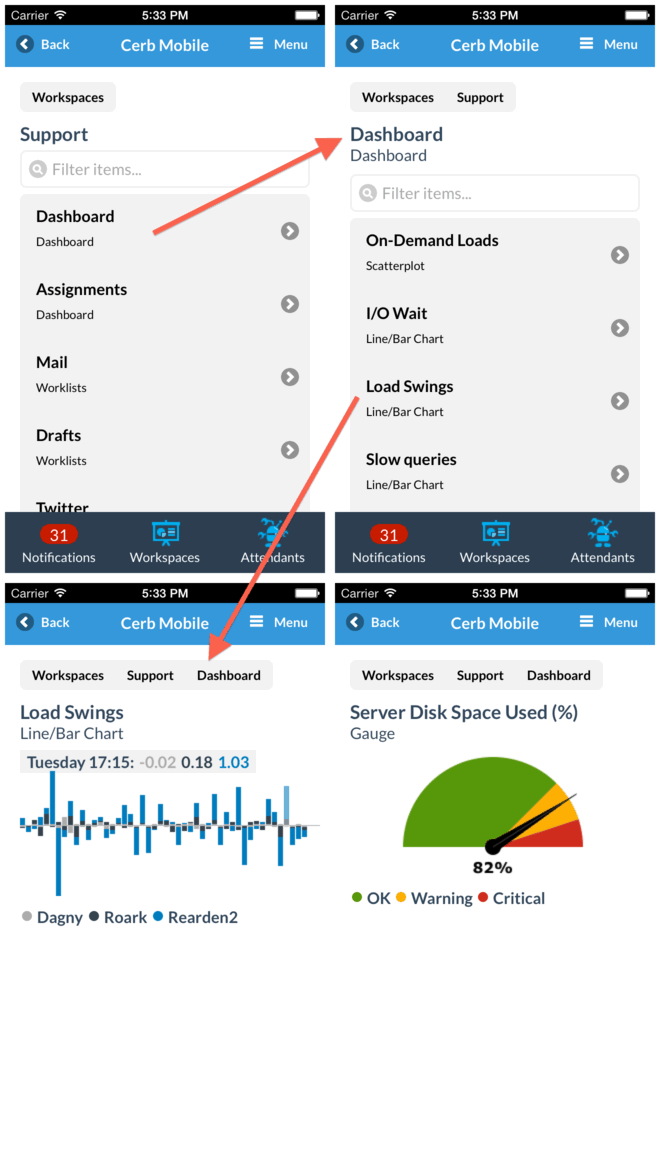 Carrier 5:33 PM
Back Cerb Mobile Menu
Workspaces
Support
Filter items...
Dashboard
Dashboard
Assignments
Dashboard
Mail
Worklists
Drafts
Worklists
Twitter
31
Notifications Workspaces Attendants
Carrier 5:33 PM
Back Cerb Mobile Menu
Workspaces Support
Dashboard
Dashboard
Filter items...
On-Demand Loads
Scatterplot
I/O Wait
Line/Bar Chart
Load Swings
Line/Bar Chart
Slow queries
Line/Bar Chart
31
Notifications Workspaces Attendants
Carrier 5:33 PM
Back Cerb Mobile Menu
Workspaces Support Dashboard
Load Swings
Line/Bar Chart
Tuesday 17:15: -0.02 0.18 1.03
Dagny Roark Rearden2
Carrier 5:33 PM
Back Cerb Mobile Menu
Workspaces Support Dashboard
Server Disk Space Used (%)
Gauge
82%
OK Warning Critical